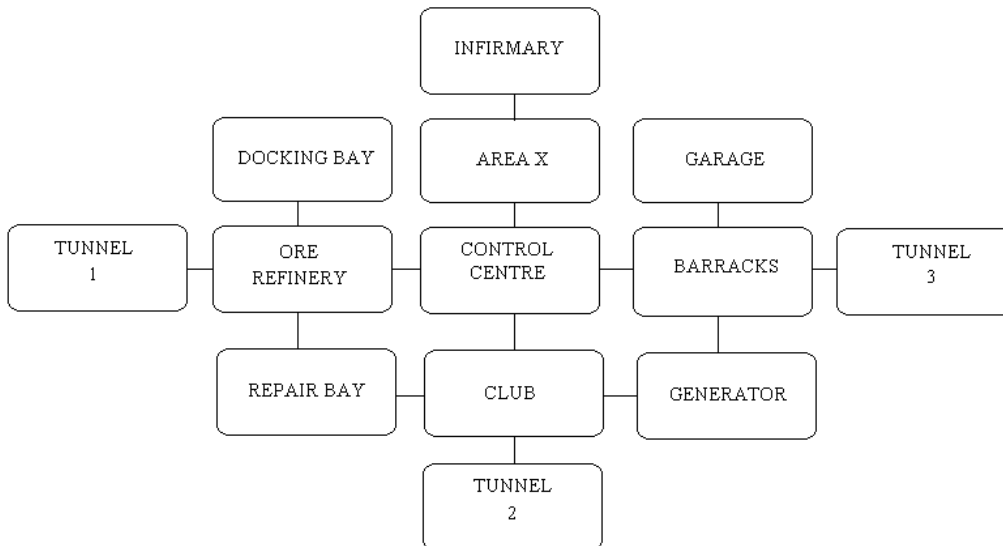 INFIRMARY
DOCKING BAY
AREA X
GARAGE
TUNNEL
1
ORE
REFINERY
CONTROL
CENTRE
BARRACKS
TUNNEL
3
REPAIR BAY
CLUB
GENERATOR
TUNNEL
2